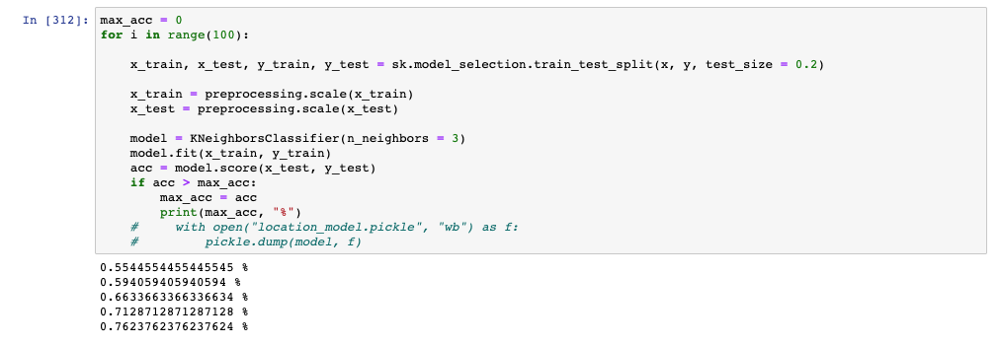 In [312]: max_acc = 0
for i in range(100):
x_train, x_test, y_train, y_test = sk.model_selection.train_test_split(x, y, test_size = 0.2)
x_train = preprocessing.scale(x_train)
x_test = preprocessing.scale(x_test)
model = KNeighborsClassifier(n_neighbors = 3)
model.fit(x_train, y_train)
acc = model.score(x_test, y_test)
if acc > max_acc:
max_acc = acc
print(max_acc, "%")
# with open("location_model.pickle", "wb") as f:
# pickle.dump(model, f)
0.5544554455445545 %
0.594059405940594 %
0.6633663366336634 %
0.7128712871287128 %
0.7623762376237624 %